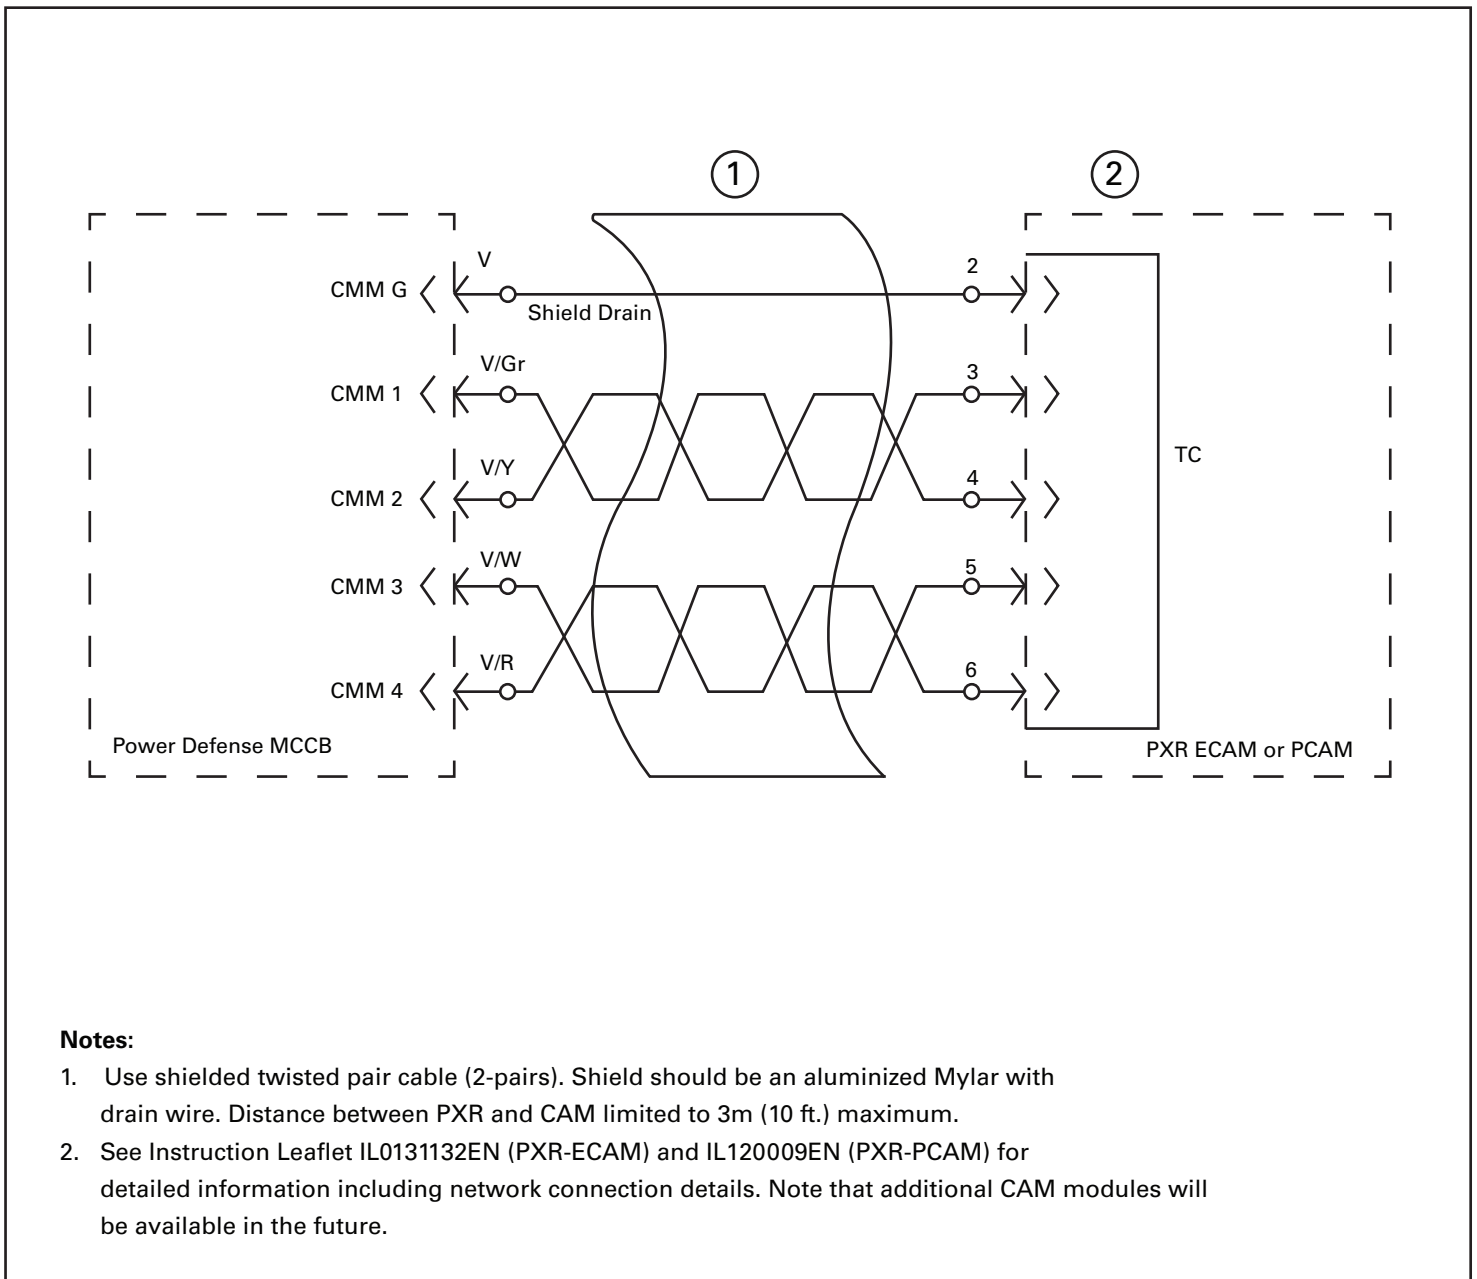 1
2
V
2
CMM G
Shield Drain
V/Gr
3
CMM 1
TC
V/Y
4
CMM 2
V/W
5
CMM 3
V/R
6
CMM 4
Power Defense MCCB
PXR ECAM or PCAM
Notes:
1. Use shielded twisted pair cable (2-pairs). Shield should be an aluminized Mylar with
drain wire. Distance between PXR and CAM limited to 3m (10 ft.) maximum.
2. See Instruction Leaflet IL0131132EN (PXR-ECAM) and IL120009EN (PXR-PCAM) for
detailed information including network connection details. Note that additional CAM modules will
be available in the future.